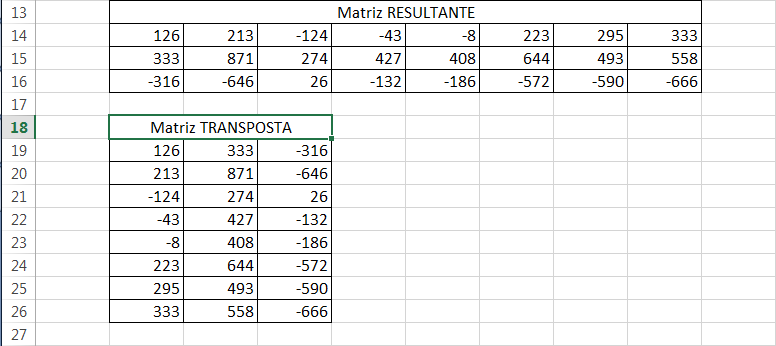 13 Matriz RESULTANTE
14 126 213 -124 -43 -8 223 295 333
15 333 871 274 427 408 644 493 558
16 -316 -646 26 -132 -186 -572 -590 -666
17
18 Matriz TRANSPOSTA
19 126 333 -316
20 213 871 -646
21 -124 274 26
22 -43 427 -132
23 -8 408 -186
24 223 644 -572
25 295 493 -590
26 333 558 -666
27